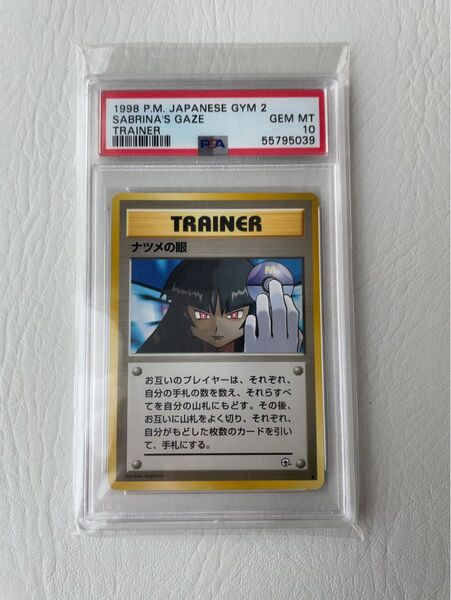 1998 P.M. JAPANESE GYM 2
SABRINA'S GAZE GEM MT
TRAINER 10
PSA 55795039
TRAINER
ナツメの眼
M
お互いのプレイヤーは、それぞれ、
自分の手札の数を数え、それらすべ
てを自分の山札にもどす。その後、
お互いに山札をよく切り、それぞれ、
自分がもどした枚数のカードを引い
て、手札にする。